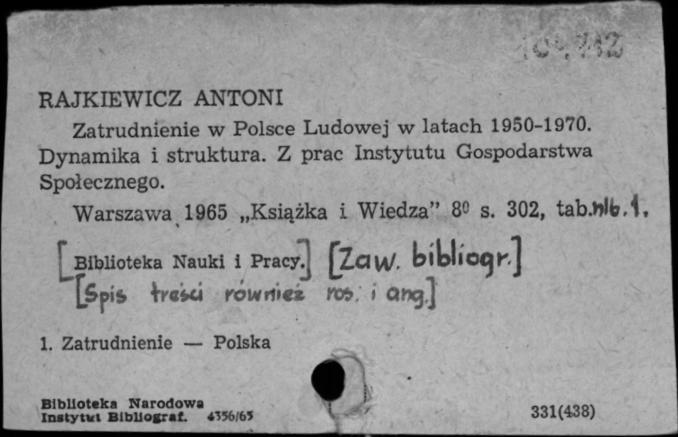 RAJKIEWICZ ANTONI
Zatrudnienie w Polsce Ludowej w latach 1950-1970.
Dynamika i struktura. Z prac Instytutu Gospodarstwa
Społecznego.
Warszawa 1965 „Książka i Wiedza” 8⁰ s. 302, tab. nlb. 1.
[Biblioteka Nauki i Pracy.] [Zaw. bibliogr.]
[Spis treści również ros. i ang.]
1. Zatrudnienie — Polska
Biblioteka Narodowa
Instytut Bibliograf. 4356/65 331(438)